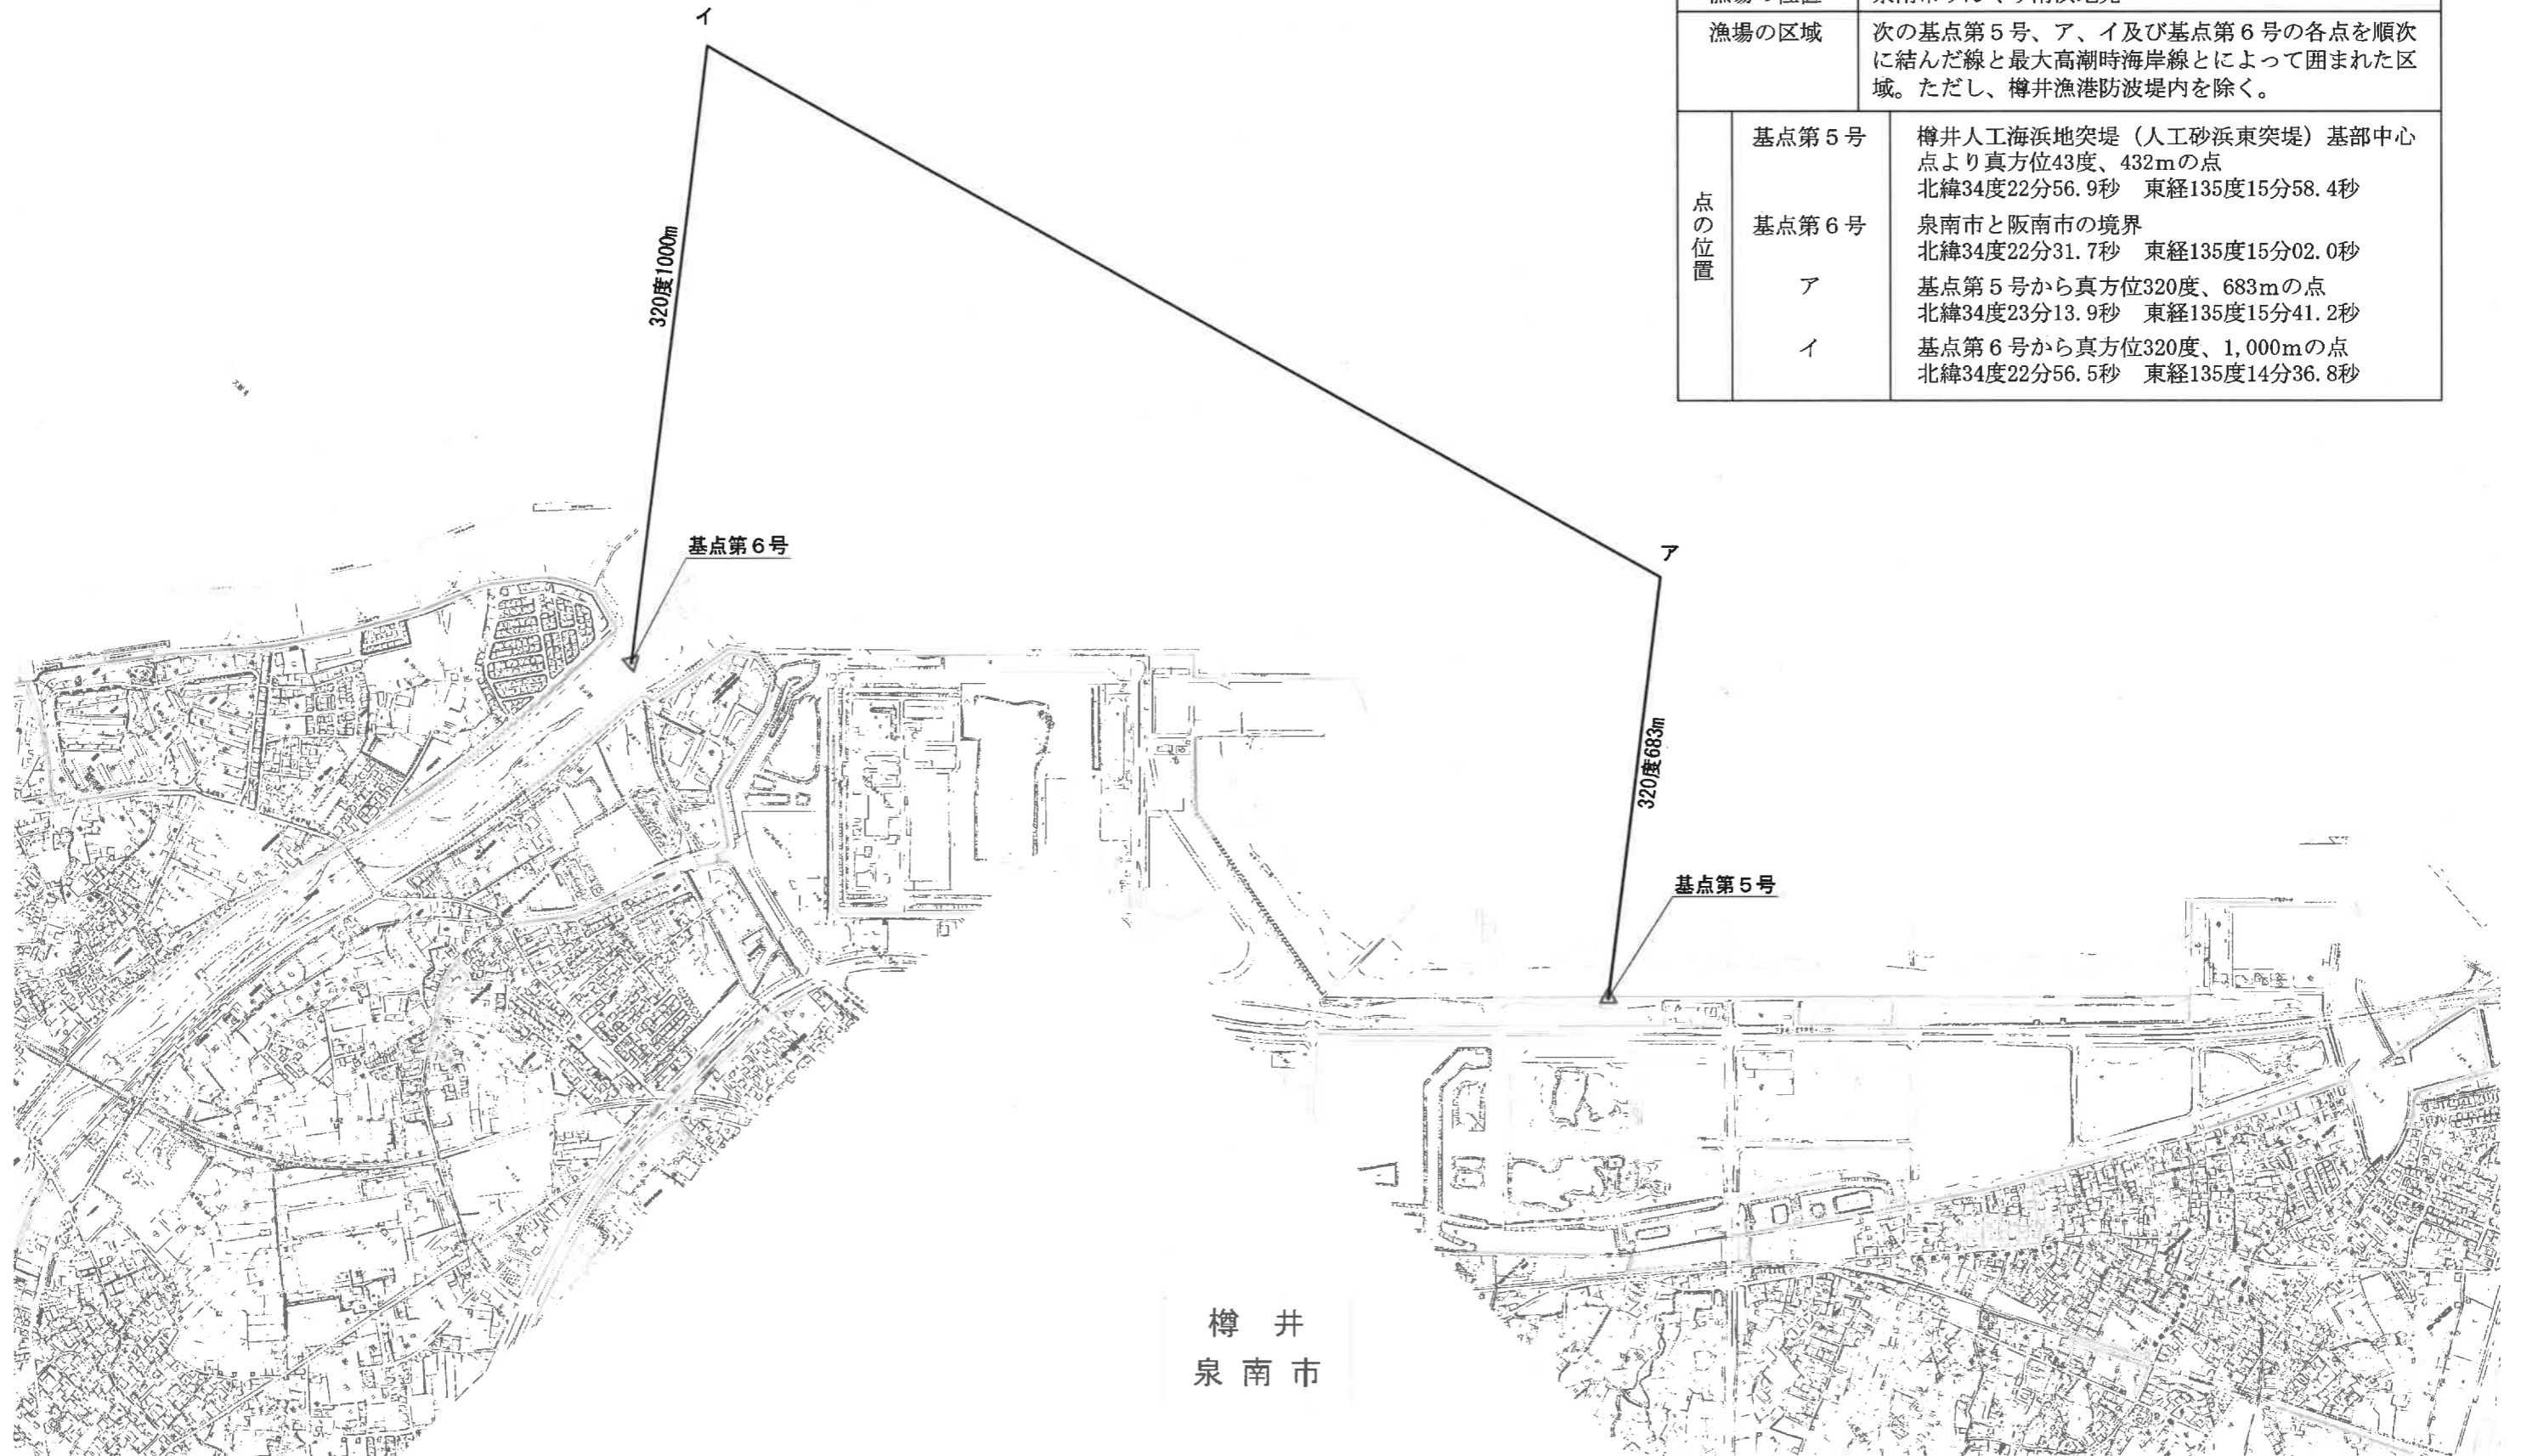 イ
漁場の区域
次の基点第5号、ア、イ及び基点第6号の各点を順次
に結んだ線と最大高潮時海岸線とによって囲まれた区
域。ただし、樽井漁港防波堤内を除く。
点の位置
基点第5号
樽井人工海浜地突堤（人工砂浜東突堤）基部中心
点より真方位43度、432mの点
北緯34度22分56.9秒　東経135度15分58.4秒
基点第6号
泉南市と阪南市の境界
北緯34度22分31.7秒　東経135度15分02.0秒
ア
基点第5号から真方位320度、683mの点
北緯34度23分13.9秒　東経135度15分41.2秒
イ
基点第6号から真方位320度、1,000mの点
北緯34度22分56.5秒　東経135度14分36.8秒
320度1000m
基点第6号
ア
320度683m
基点第5号
樽井
泉南市